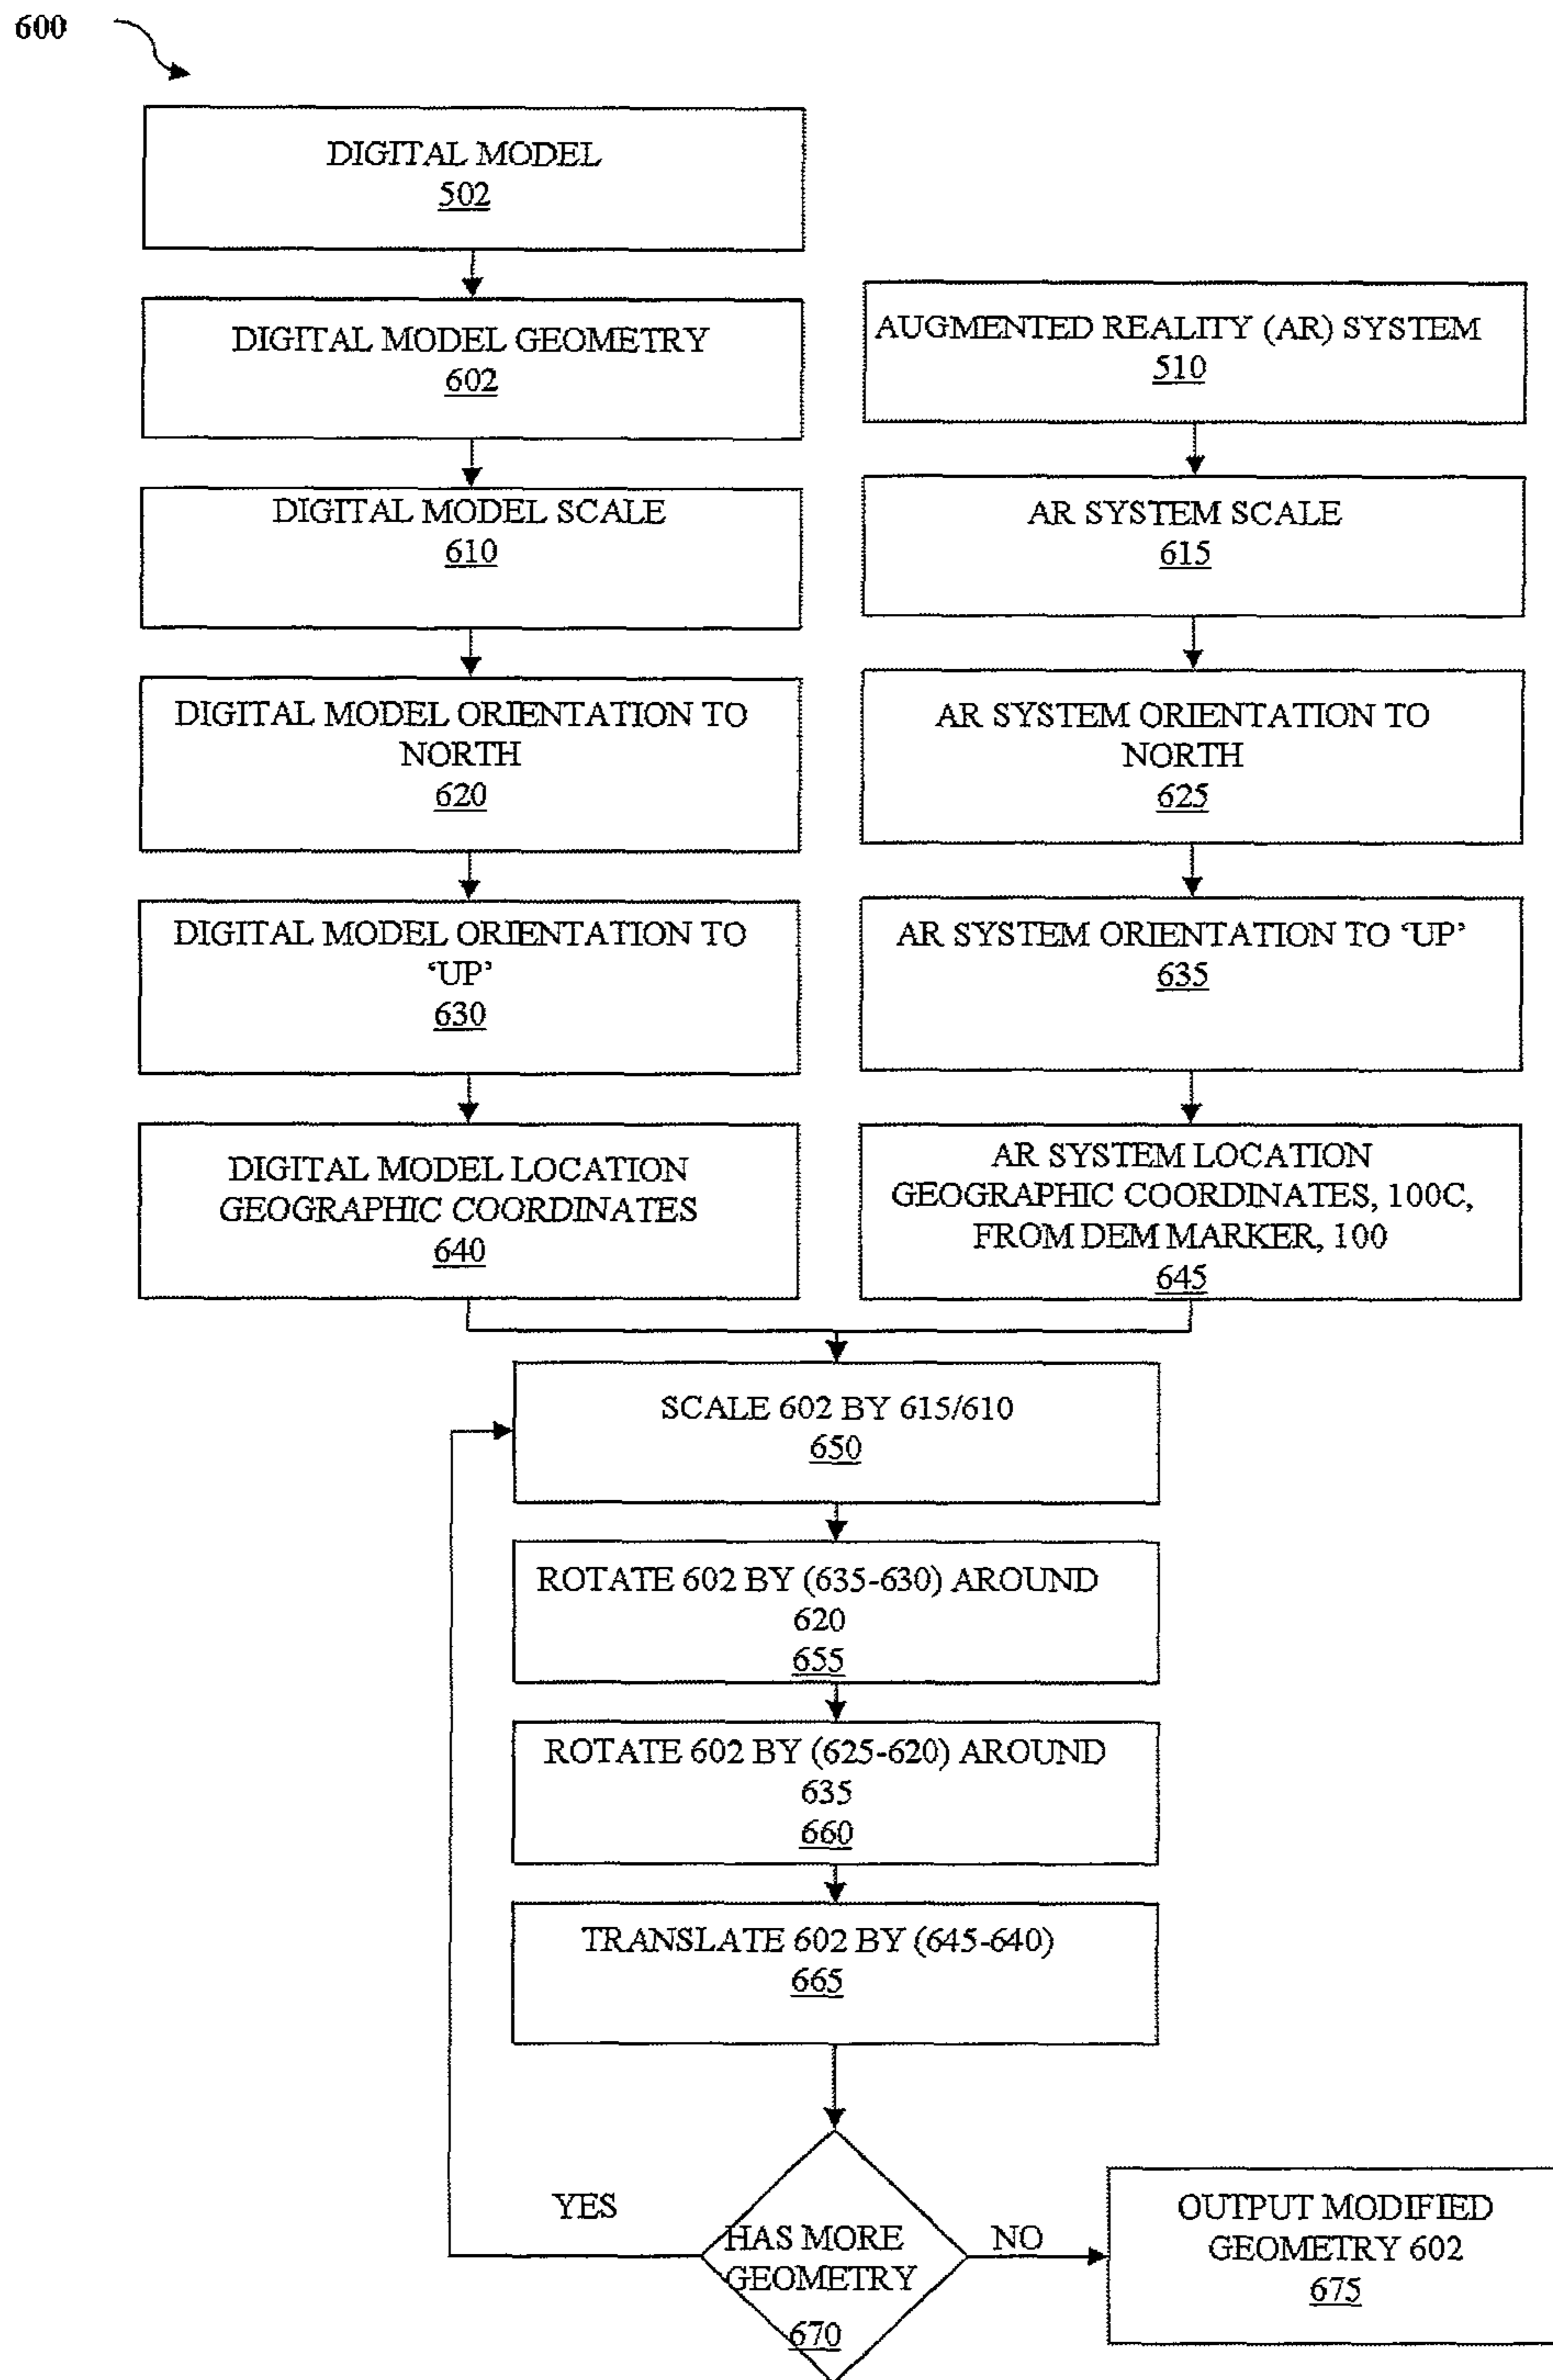 600
DIGITAL MODEL
502
DIGITAL MODEL GEOMETRY
602
AUGMENTED REALITY (AR) SYSTEM
510
DIGITAL MODEL SCALE
610
AR SYSTEM SCALE
615
DIGITAL MODEL ORIENTATION TO
NORTH
620
AR SYSTEM ORIENTATION TO
NORTH
625
DIGITAL MODEL ORIENTATION TO
‘UP’
630
AR SYSTEM ORIENTATION TO ‘UP’
635
DIGITAL MODEL LOCATION
GEOGRAPHIC COORDINATES
640
AR SYSTEM LOCATION
GEOGRAPHIC COORDINATES, 100C,
FROM DEM MARKER, 100
645
SCALE 602 BY 615/610
650
ROTATE 602 BY (635-630) AROUND
620
655
ROTATE 602 BY (625-620) AROUND
635
660
TRANSLATE 602 BY (645-640)
665
YES
HAS MORE
GEOMETRY
670
NO
OUTPUT MODIFIED
GEOMETRY 602
675